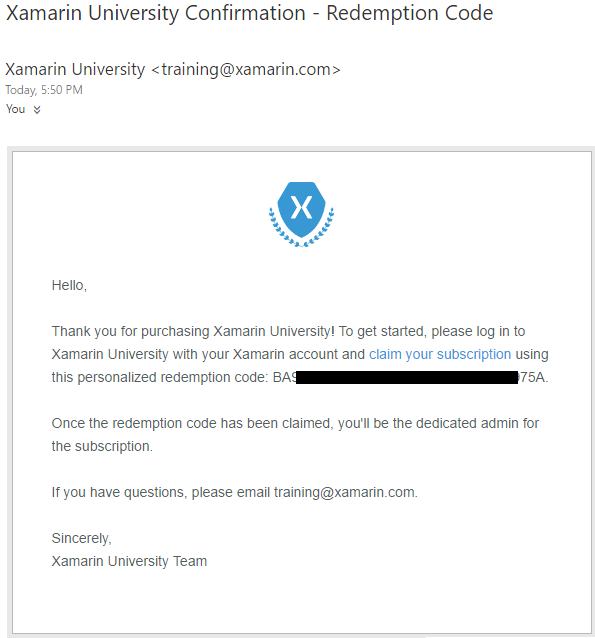 Xamarin University Confirmation - Redemption Code
Xamarin University <training@xamarin.com>
Today, 5:50 PM
You
X
Hello,
Thank you for purchasing Xamarin University! To get started, please log in to
Xamarin University with your Xamarin account and claim your subscription using
this personalized redemption code: BA9 975A.
Once the redemption code has been claimed, you'll be the dedicated admin for
the subscription.
If you have questions, please email training@xamarin.com.
Sincerely,
Xamarin University Team